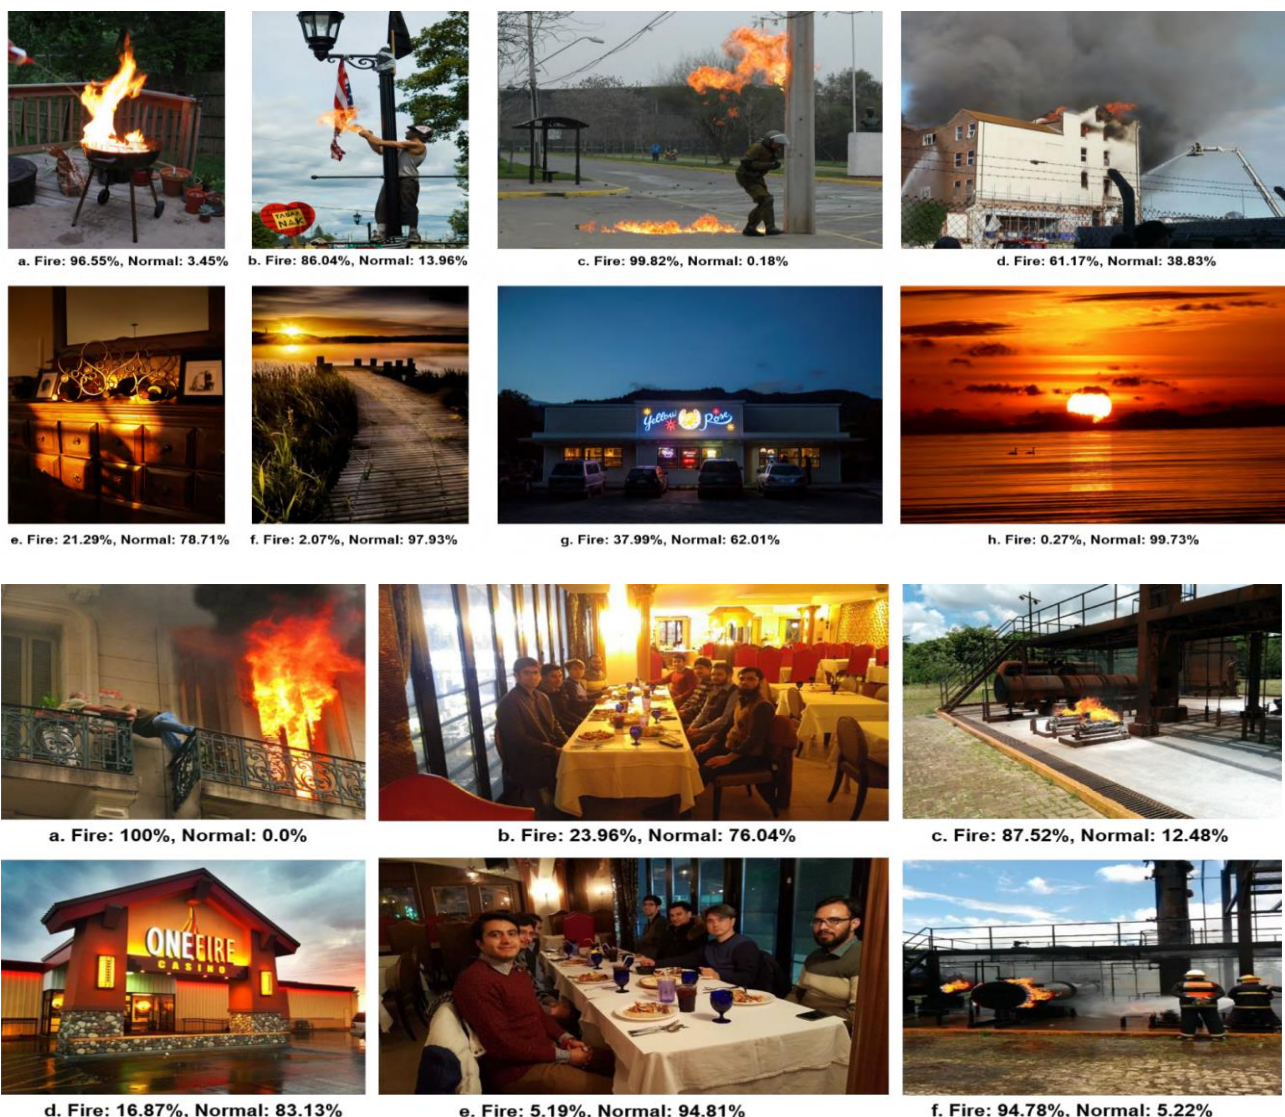 TABAX
NAK
a. Fire: 96.55%, Normal: 3.45%
b. Fire: 86.04%, Normal: 13.96%
c. Fire: 99.82%, Normal: 0.18%
d. Fire: 61.17%, Normal: 38.83%
Yellow Rose
e. Fire: 21.29%, Normal: 78.71%
f. Fire: 2.07%, Normal: 97.93%
g. Fire: 37.99%, Normal: 62.01%
h. Fire: 0.27%, Normal: 99.73%
a. Fire: 100%, Normal: 0.0%
b. Fire: 23.96%, Normal: 76.04%
c. Fire: 87.52%, Normal: 12.48%
ONEFIRE
CASINO
d. Fire: 16.87%, Normal: 83.13%
e. Fire: 5.19%, Normal: 94.81%
f. Fire: 94.78%, Normal: 5.22%